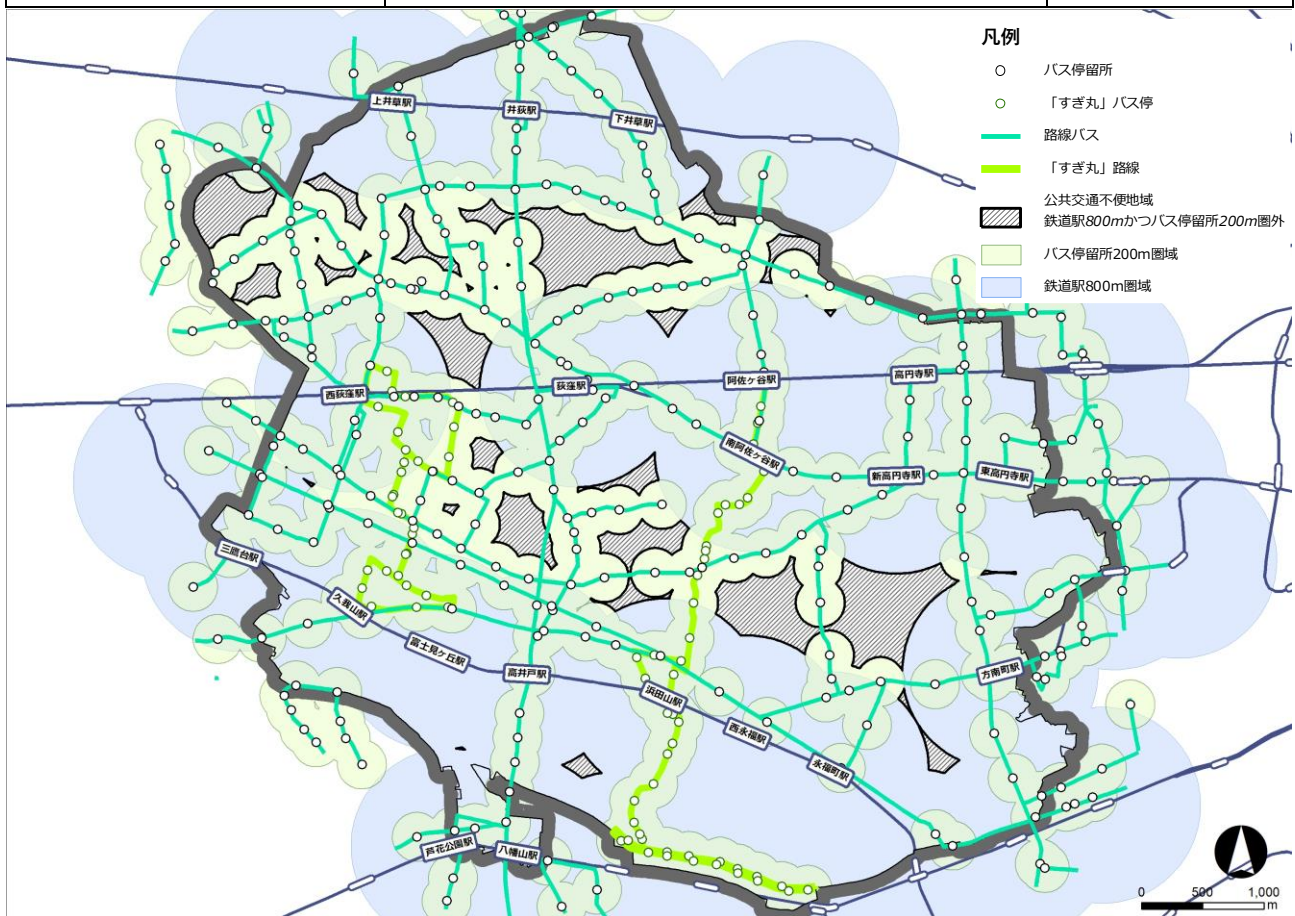 凡例
バス停留所
「すぎ丸」バス停
路線バス
「すぎ丸」路線
公共交通不便地域
鉄道駅800mかつバス停留所200m圏外
バス停留所200m圏域
鉄道駅800m圏域
上井草駅
井荻駅
下井草駅
西荻窪駅
荻窪駅
阿佐ケ谷駅
高円寺駅
南阿佐ケ谷駅
新高円寺駅
東高円寺駅
三鷹台駅
久我山駅
富士見ケ丘駅
高井戸駅
浜田山駅
西永福駅
永福町駅
方南町駅
芦花公園駅
八幡山駅
0 500 1,000
m